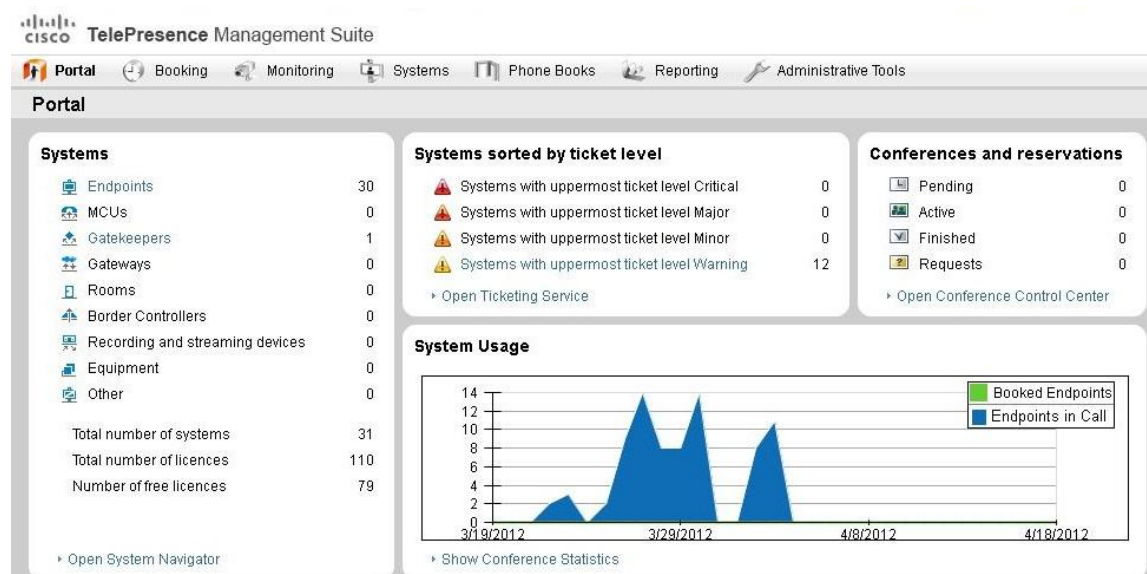 CISCO TelePresence Management Suite
Portal Booking Monitoring Systems Phone Books Reporting Administrative Tools
Portal
Systems
Endpoints 30
MCUs 0
Gatekeepers 1
Gateways 0
Rooms 0
Border Controllers 0
Recording and streaming devices 0
Equipment 0
Other 0
Total number of systems 31
Total number of licences 110
Number of free licences 79
Open System Navigator
Systems sorted by ticket level
Systems with uppermost ticket level Critical 0
Systems with uppermost ticket level Major 0
Systems with uppermost ticket level Minor 0
Systems with uppermost ticket level Warning 12
Open Ticketing Service
Conferences and reservations
Pending 0
Active 0
Finished 0
Requests 0
Open Conference Control Center
System Usage
14
12
10
8
6
4
2
0
3/19/2012 3/29/2012 4/8/2012 4/18/2012
Booked Endpoints
Endpoints in Call
Show Conference Statistics